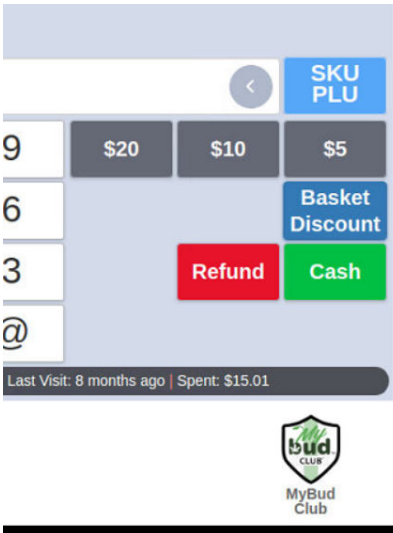 SKU
PLU
9
$20
$10
$5
6
Basket
Discount
3
Refund
Cash
@
Last Visit: 8 months ago | Spent: $15.01
My
bud
CLUB
MyBud
Club